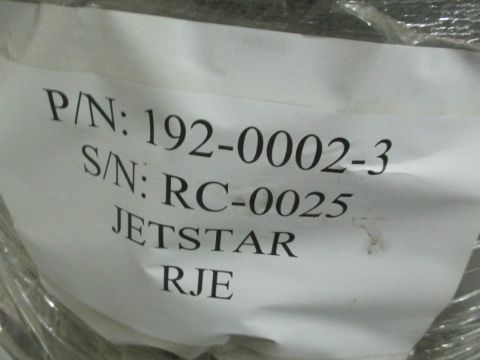 P/N: 192-0002-3
S/N: RC-0025
JETSTAR
RJE